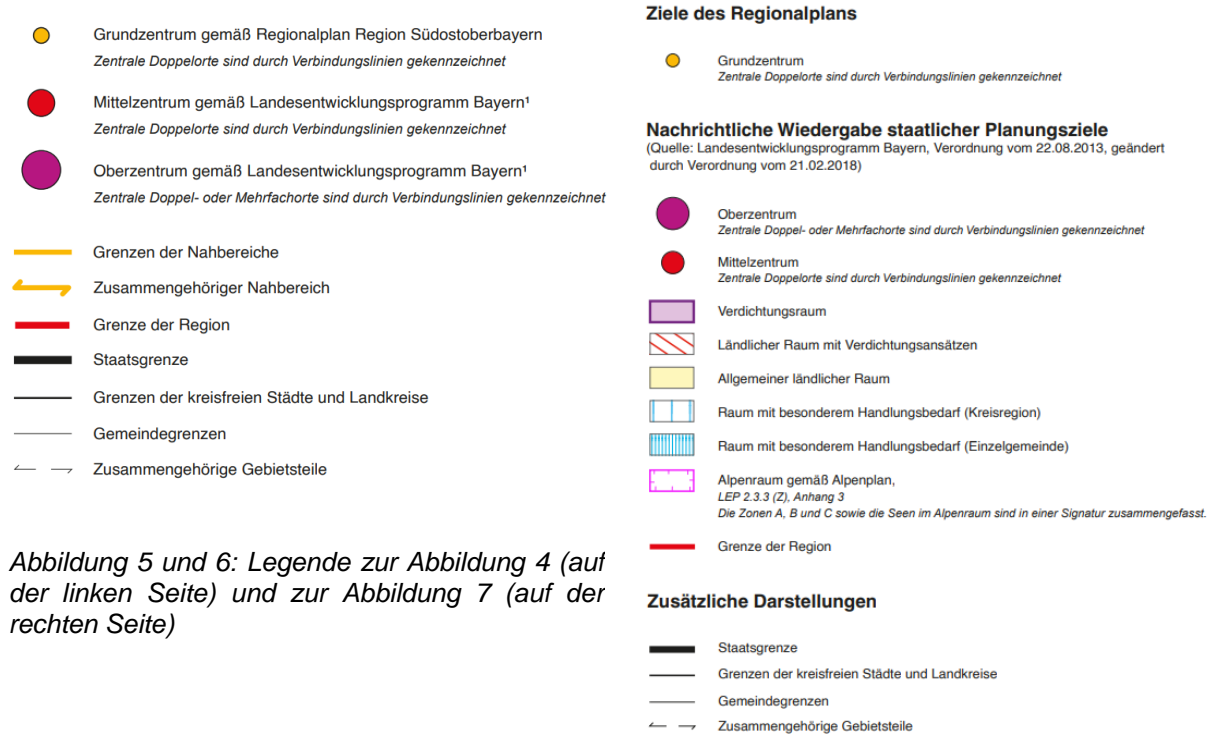 Grundzentrum gemäß Regionalplan Region Südostoberbayern
Zentrale Doppelorte sind durch Verbindungslinien gekennzeichnet
Mittelzentrum gemäß Landesentwicklungsprogramm Bayern¹
Zentrale Doppelorte sind durch Verbindungslinien gekennzeichnet
Oberzentrum gemäß Landesentwicklungsprogramm Bayern¹
Zentrale Doppel- oder Mehrfachorte sind durch Verbindungslinien gekennzeichnet
Grenzen der Nahbereiche
Zusammengehöriger Nahbereich
Grenze der Region
Staatsgrenze
Grenzen der kreisfreien Städte und Landkreise
Gemeindegrenzen
Zusammengehörige Gebietsteile
Abbildung 5 und 6: Legende zur Abbildung 4 (auf
der linken Seite) und zur Abbildung 7 (auf der
rechten Seite)
Ziele des Regionalplans
Grundzentrum
Zentrale Doppelorte sind durch Verbindungslinien gekennzeichnet
Nachrichtliche Wiedergabe staatlicher Planungsziele
(Quelle: Landesentwicklungsprogramm Bayern, Verordnung vom 22.08.2013, geändert
durch Verordnung vom 21.02.2018)
Oberzentrum
Zentrale Doppel- oder Mehrfachorte sind durch Verbindungslinien gekennzeichnet
Mittelzentrum
Zentrale Doppelorte sind durch Verbindungslinien gekennzeichnet
Verdichtungsraum
Ländlicher Raum mit Verdichtungsansätzen
Allgemeiner ländlicher Raum
Raum mit besonderem Handlungsbedarf (Kreisregion)
Raum mit besonderem Handlungsbedarf (Einzelgemeinde)
Alpenraum gemäß Alpenplan,
LEP 2.3.3 (Z), Anhang 3
Die Zonen A, B und C sowie die Seen im Alpenraum sind in einer Signatur zusammengefasst.
Grenze der Region
Zusätzliche Darstellungen
Staatsgrenze
Grenzen der kreisfreien Städte und Landkreise
Gemeindegrenzen
Zusammengehörige Gebietsteile